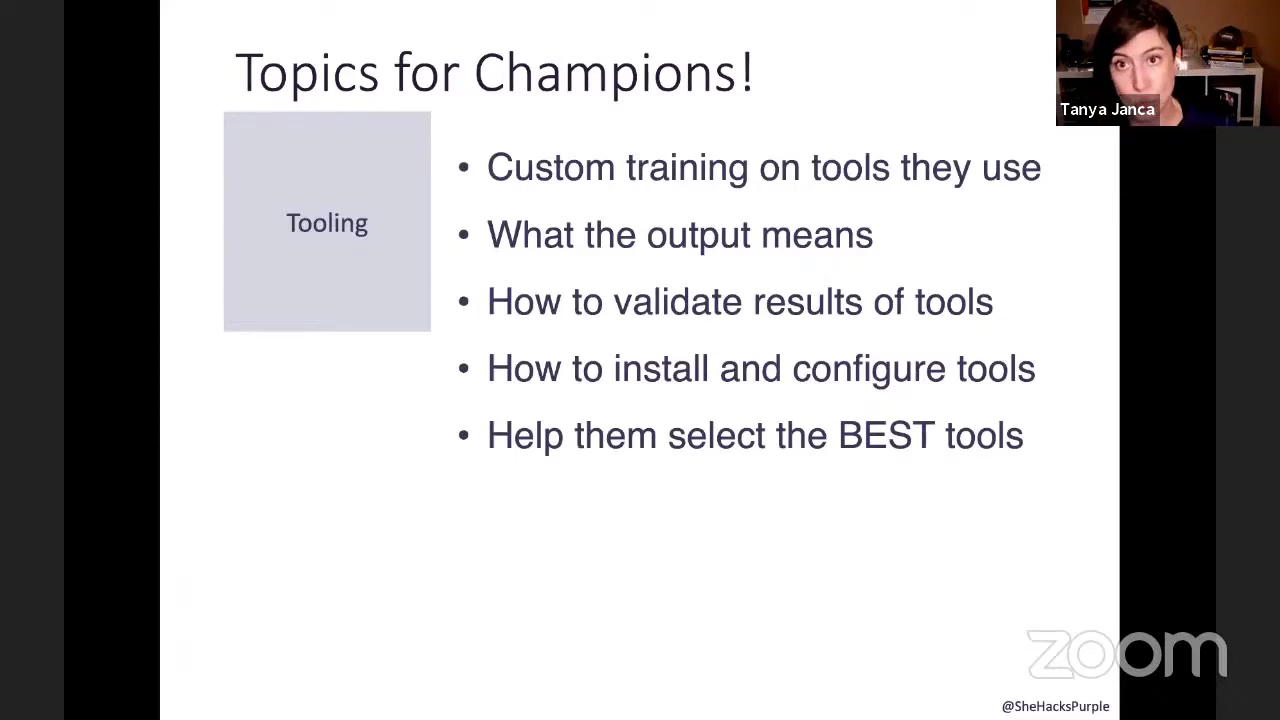 Topics for Champions!
Tanya Janca
Tooling
• Custom training on tools they use
• What the output means
• How to validate results of tools
• How to install and configure tools
• Help them select the BEST tools
zoom
@SheHacksPurple